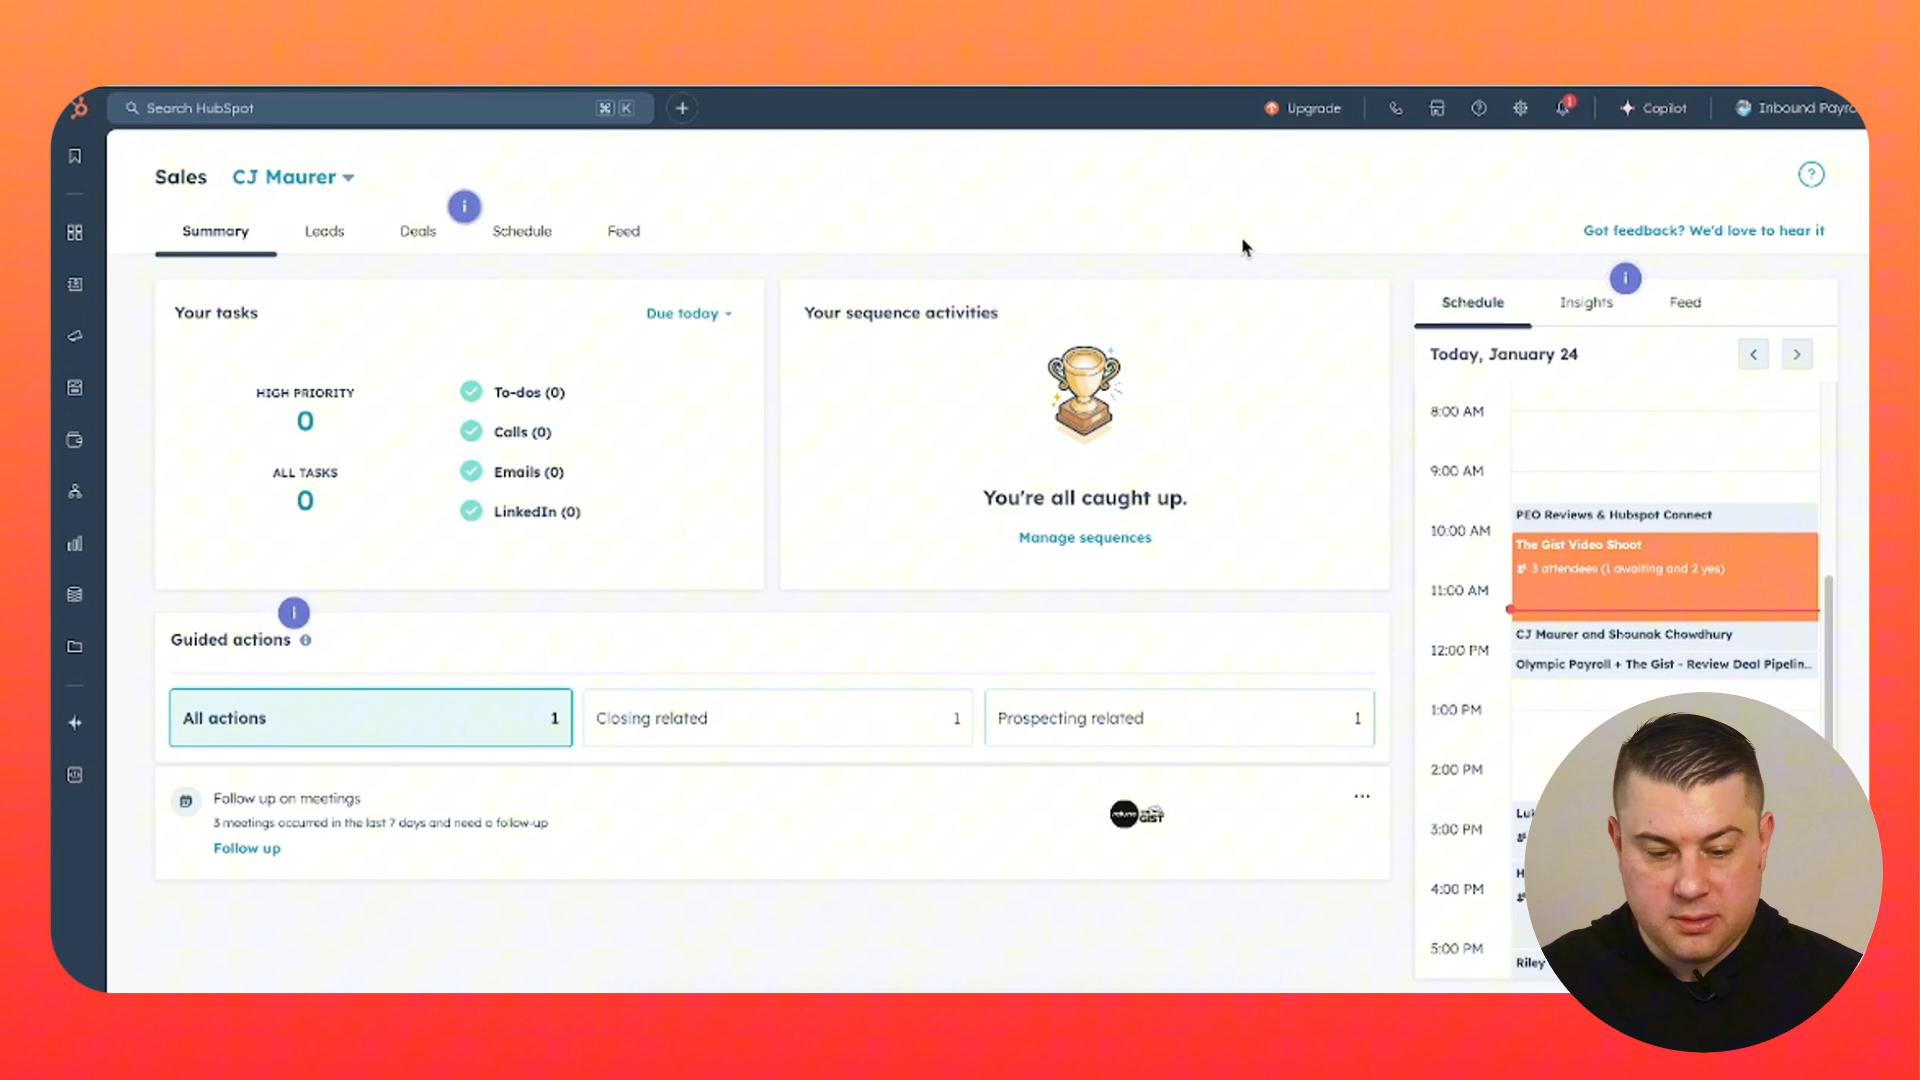 Search HubSpot
⌘ K
Upgrade
1
Copilot
Inbound Payro
Sales
CJ Maurer
Summary
Leads
Deals
Schedule
Feed
Got feedback? We'd love to hear it
Your tasks
Due today
HIGH PRIORITY
0
ALL TASKS
0
To-dos (0)
Calls (0)
Emails (0)
LinkedIn (0)
Your sequence activities
You're all caught up.
Manage sequences
Guided actions
All actions 1
Closing related 1
Prospecting related 1
Follow up on meetings
3 meetings occurred in the last 7 days and need a follow-up
Follow up
GIST
Schedule
Insights
Feed
Today, January 24
8:00 AM
9:00 AM
PEO Reviews & Hubspot Connect
10:00 AM
The Gist Video Shoot
3 attendees (1 awaiting and 2 yes)
11:00 AM
CJ Maurer and Shounak Chowdhury
12:00 PM
Olympic Payroll + The Gist - Review Deal Pipelin...
1:00 PM
2:00 PM
Lu
3:00 PM
H
4:00 PM
5:00 PM
Riley